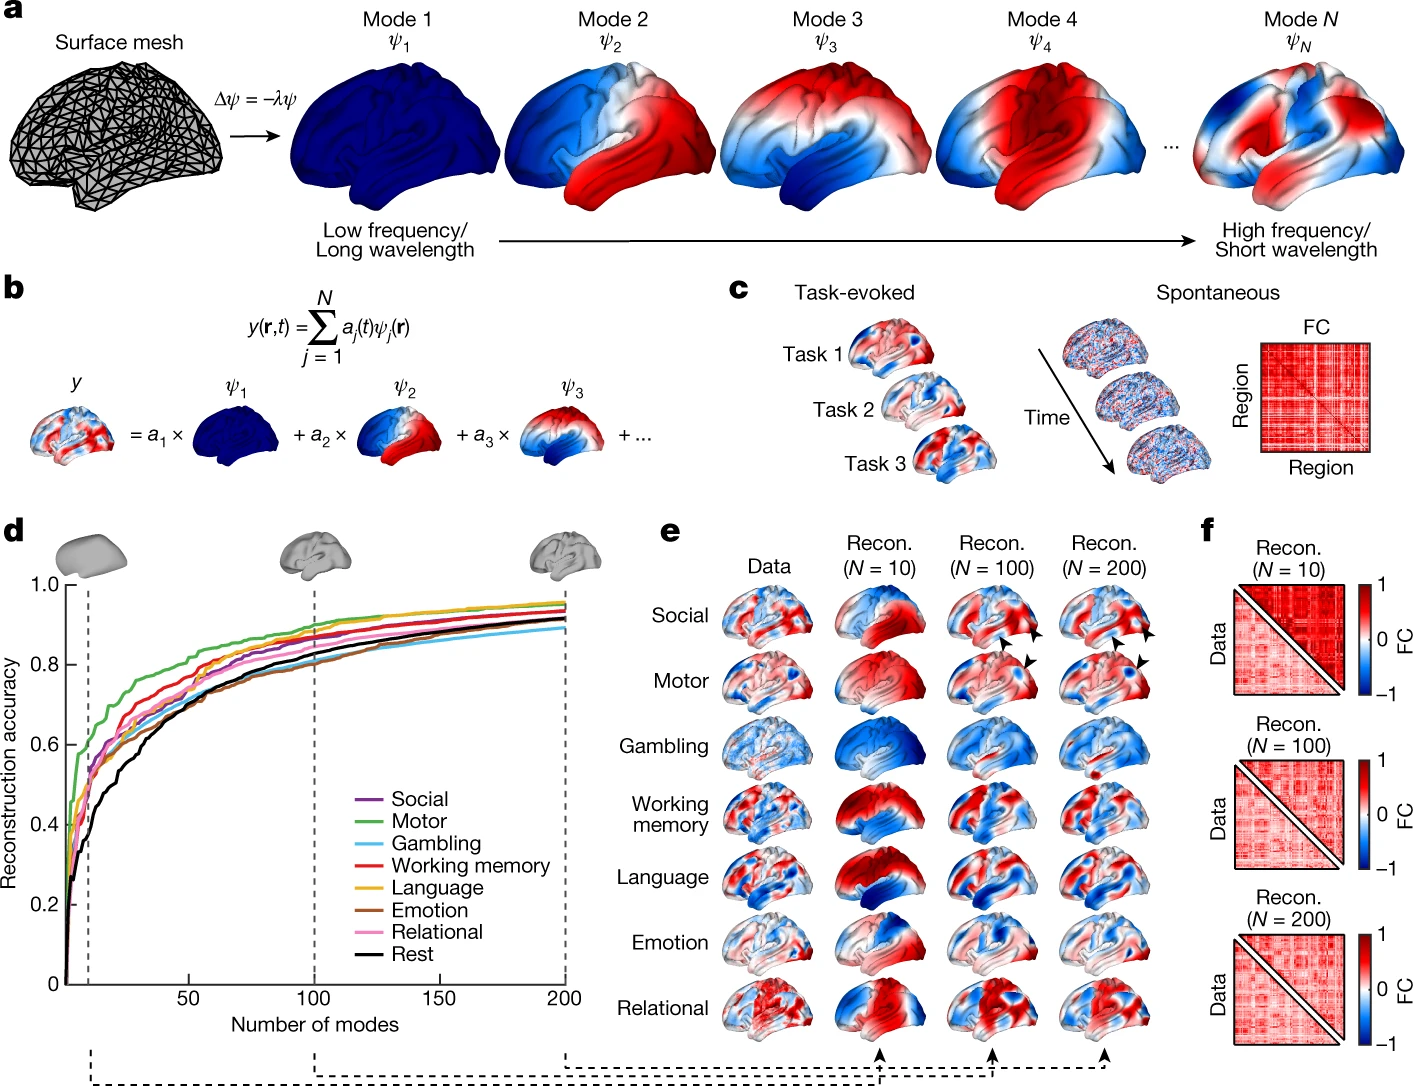 a
Surface mesh
Δψ = −λψ
Mode 1
ψ1
Mode 2
ψ2
Mode 3
ψ3
Mode 4
ψ4
...
Mode N
ψN
Low frequency/
Long wavelength
High frequency/
Short wavelength
b
y(r,t) = ∑ aj(t)ψj(r)
N
j = 1
y
ψ1
ψ2
ψ3
= a1 × + a2 × + a3 × + ...
c
Task-evoked
Task 1
Task 2
Task 3
Spontaneous
Time
FC
Region
Region
d
Reconstruction accuracy
1.0
0.8
0.6
0.4
0.2
0
50
100
150
200
Number of modes
Social
Motor
Gambling
Working memory
Language
Emotion
Relational
Rest
e
Data
Recon.
(N = 10)
Recon.
(N = 100)
Recon.
(N = 200)
Social
Motor
Gambling
Working
memory
Language
Emotion
Relational
f
Recon.
(N = 10)
Data
1
0
−1
FC
Recon.
(N = 100)
Data
1
0
−1
FC
Recon.
(N = 200)
Data
1
0
−1
FC